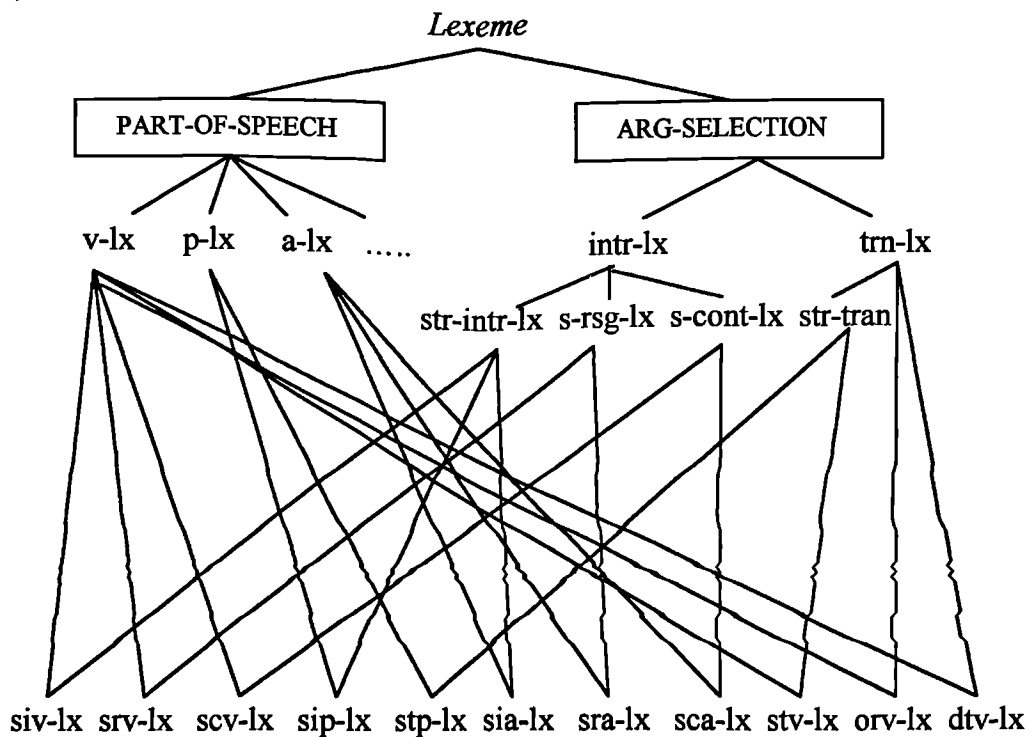 Lexeme
PART-OF-SPEECH ARG-SELECTION
v-lx p-lx a-lx ..... intr-lx trn-lx
str-intr-lx s-rsg-lx s-cont-lx str-tran
siv-lx srv-lx scv-lx sip-lx stp-lx sia-lx sra-lx sca-lx stv-lx orv-lx dtv-lx